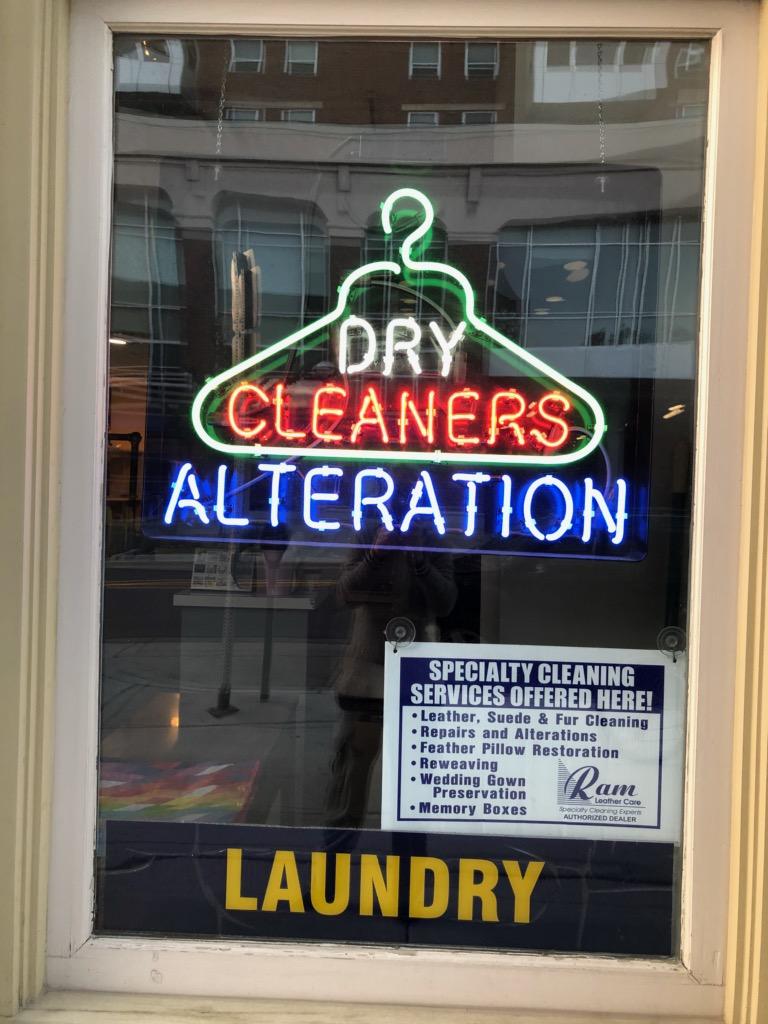 DRY
CLEANERS
ALTERATION
SPECIALTY CLEANING
SERVICES OFFERED HERE!
• Leather, Suede & Fur Cleaning
• Repairs and Alterations
• Feather Pillow Restoration
• Reweaving
• Wedding Gown
Preservation
• Memory Boxes
Ram
Leather Care
Specialty Cleaning Experts
AUTHORIZED DEALER
LAUNDRY